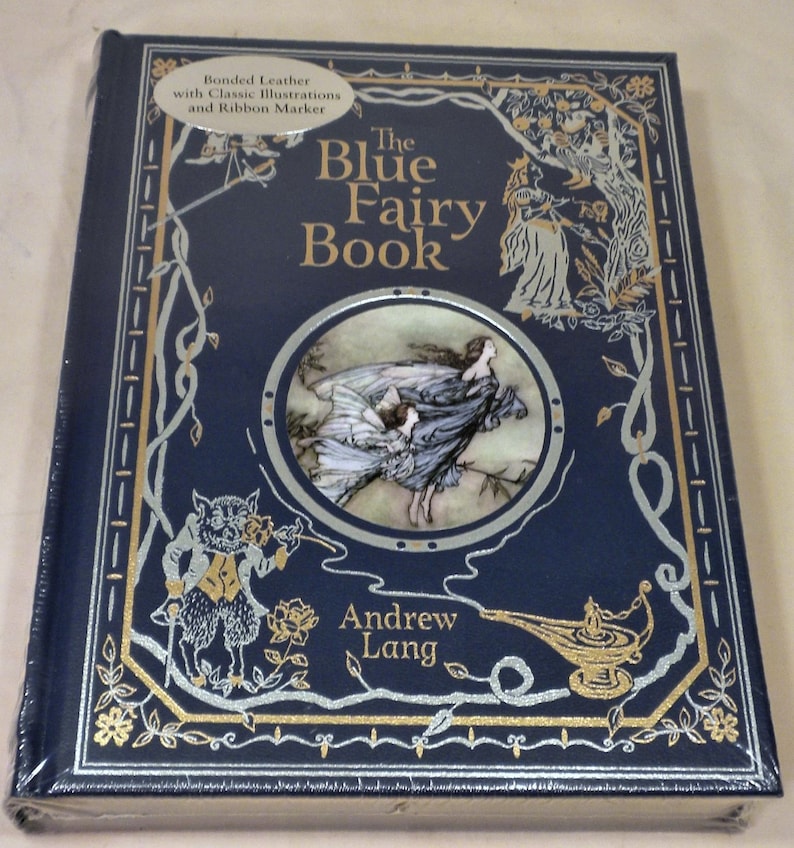 Bonded Leather
with Classic Illustrations
and Ribbon Marker
The
Blue
Fairy
Book
Andrew
Lang